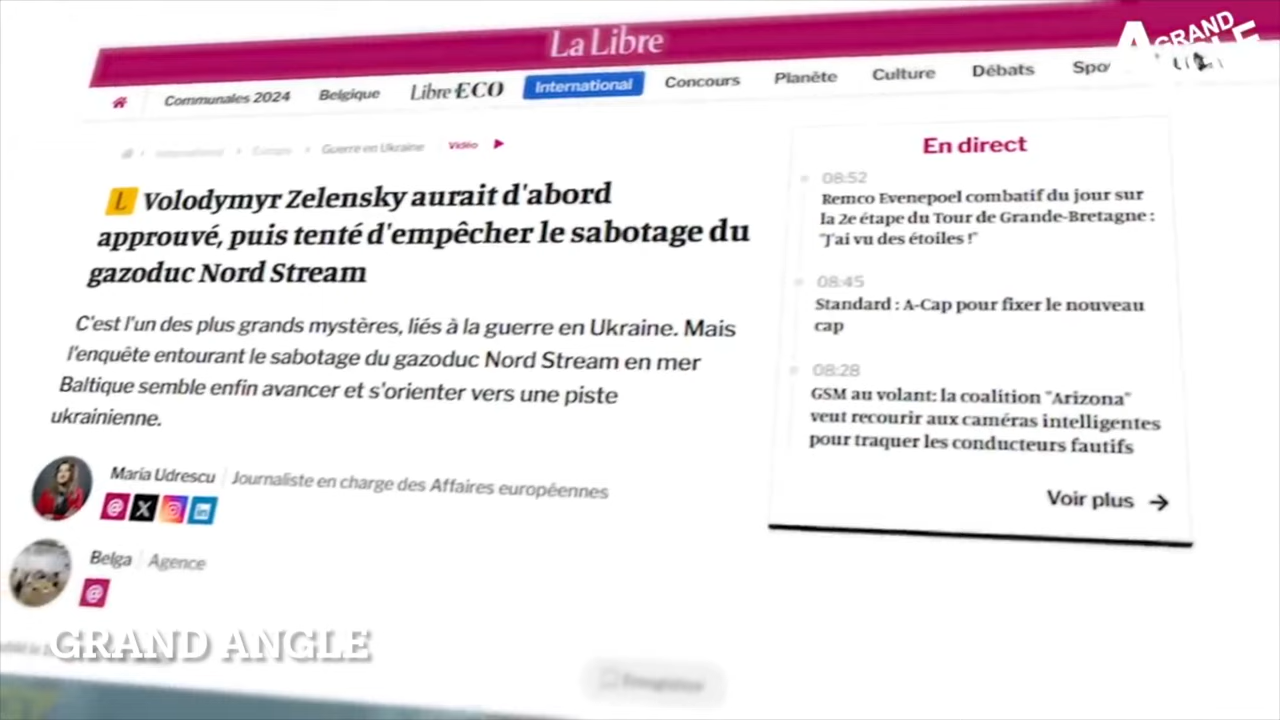 La Libre
GRAND
Communales 2024
Belgique
Libre ECO
International
Concours
Planète
Culture
Débats
Guerre en Ukraine
Vidéo
L Volodymyr Zelensky aurait d'abord
approuvé, puis tenté d'empêcher le sabotage du
gazoduc Nord Stream
C'est l'un des plus grands mystères, liés à la guerre en Ukraine. Mais
l'enquête entourant le sabotage du gazoduc Nord Stream en mer
Baltique semble enfin avancer et s'orienter vers une piste
ukrainienne.
Maria Udrescu
Journaliste en charge des Affaires européennes
Belga
Agence
En direct
08:52
Remco Evenepoel combatif du jour sur
la 2e étape du Tour de Grande-Bretagne :
"J'ai vu des étoiles !"
08:45
Standard : A-Cap pour fixer le nouveau
cap
08:28
GSM au volant: la coalition "Arizona"
veut recourir aux caméras intelligentes
pour traquer les conducteurs fautifs
Voir plus →
GRAND ANGLE